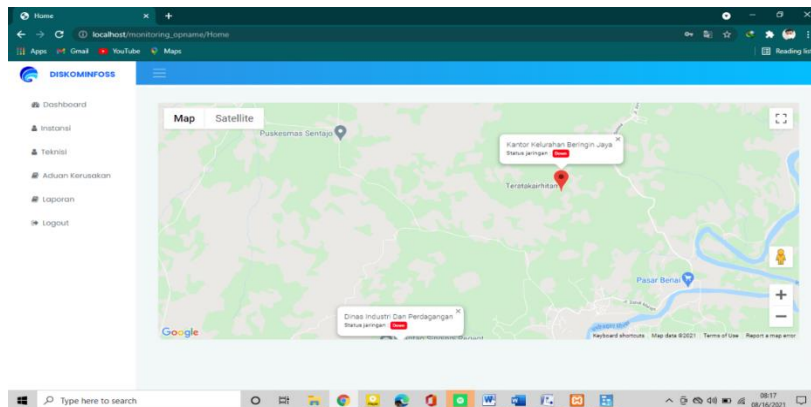 Home
localhost/monitoring_opname/Home
Apps
Gmail
YouTube
Maps
Reading list
DISKOMINFOSS
Dashboard
Instansi
Teknisi
Aduan Kerusakan
Laporan
Logout
Map
Satellite
Puskesmas Sentajo
Kantor Kelurahan Beringin Jaya
Status jaringan : Down
Teratakairhitam
Pasar Benai
Dinas Industri Dan Perdagangan
Status jaringan : Down
Google
Keyboard shortcuts
Map data ©2021
Terms of Use
Report a map error
Type here to search
08:17
08/16/2021